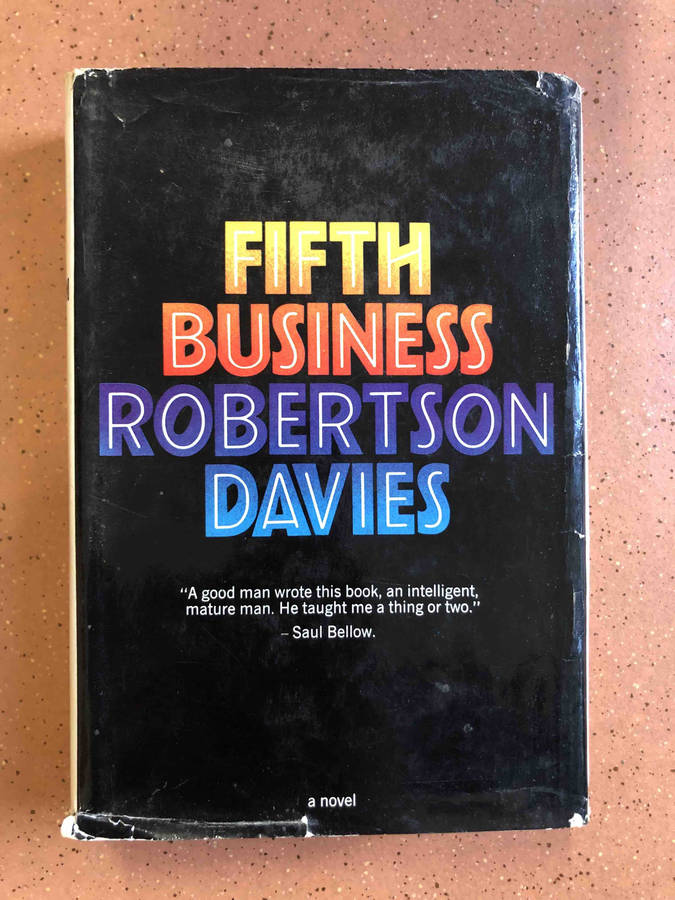 FIFTH
BUSINESS
ROBERTSON
DAVIES
“A good man wrote this book, an intelligent,
mature man. He taught me a thing or two.”
– Saul Bellow.
a novel